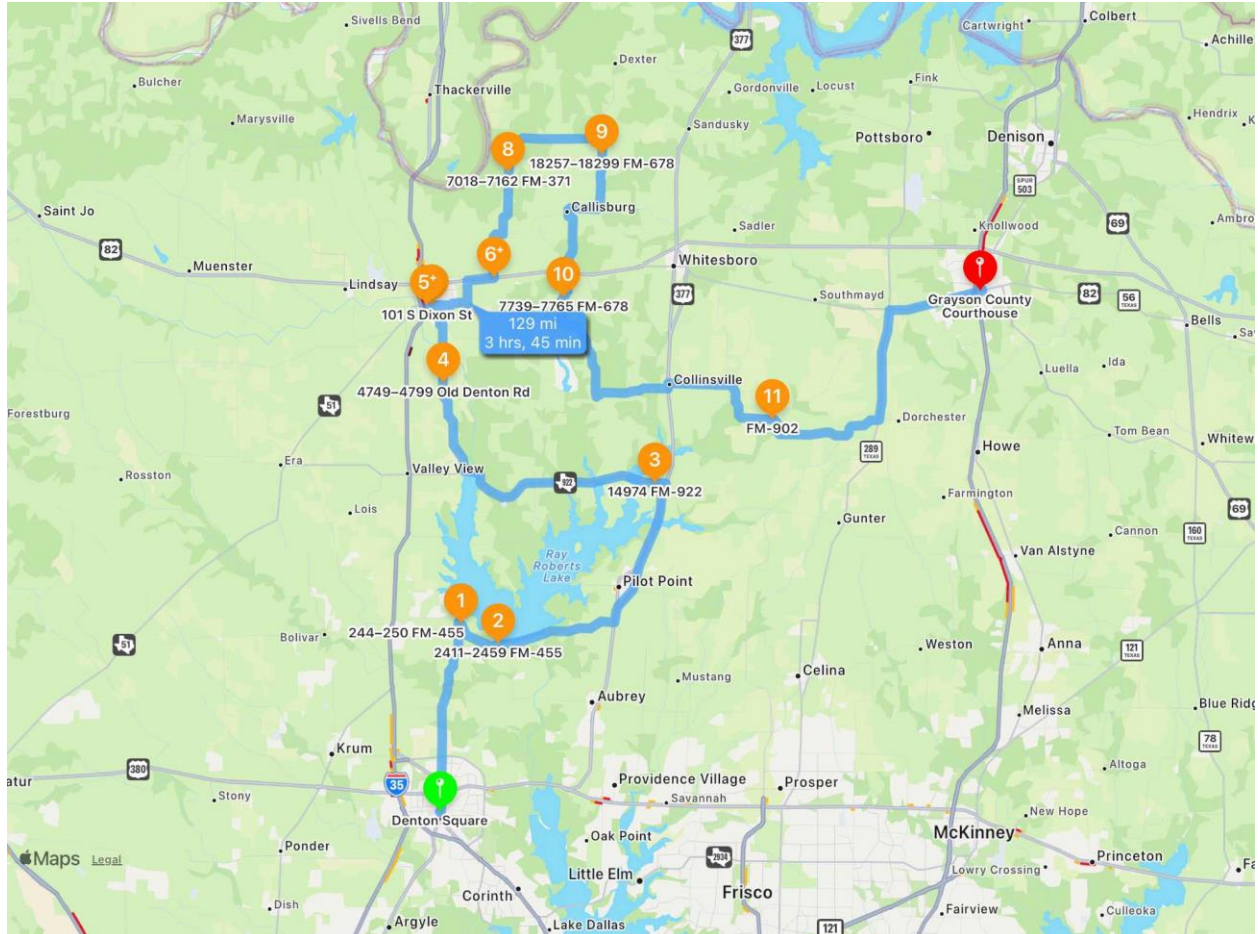 Sivells Bend
Cartwright
Colbert
377
Achille
Dexter
Bulcher
Thackerville
Gordonville
Locust
Fink
Marysville
Hendrix
Sandusky
Pottsboro
Denison
8
9
18257–18299 FM-678
7018–7162 FM-371
SPUR
503
Saint Jo
Callisburg
69
Sadler
Knollwood
82
6+
Muenster
Whitesboro
5+
10
Lindsay
377
Southmayd
82
56
TEXAS
101 S Dixon St
7739–7765 FM-678
Grayson County
Courthouse
Bells
129 mi
3 hrs, 45 min
4
Ida
Luella
Collinsville
4749–4799 Old Denton Rd
11
51
Forestburg
FM-902
Dorchester
Tom Bean
Era
289
TEXAS
Howe
3
Rosston
Valley View
922
14974 FM-922
Farmington
69
Lois
Gunter
160
TEXAS
Cannon
Ray
Roberts
Lake
Van Alstyne
Pilot Point
1
2
244–250 FM-455
Bolivar
51
2411–2459 FM-455
Weston
Anna
121
TEXAS
Mustang
Celina
Aubrey
Melissa
Blue Ridg
78
TEXAS
Krum
380
35
Providence Village
Prosper
Altoga
Stony
Savannah
Denton Square
New Hope
Oak Point
McKinney
Ponder
Maps Legal
2934
Princeton
Little Elm
Lowry Crossing
Corinth
Frisco
Dish
Fairview
Culleoka
Argyle
Lake Dallas
121